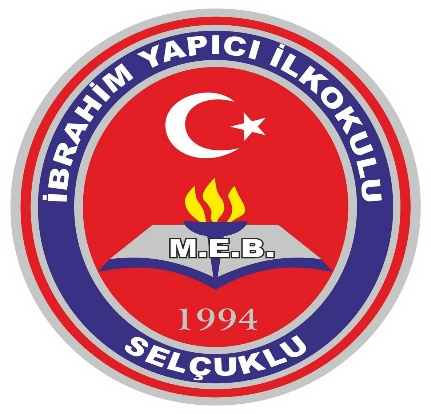 İBRAHİM YAPICI İLKOKULU
M.E.B.
1994
SELÇUKLU